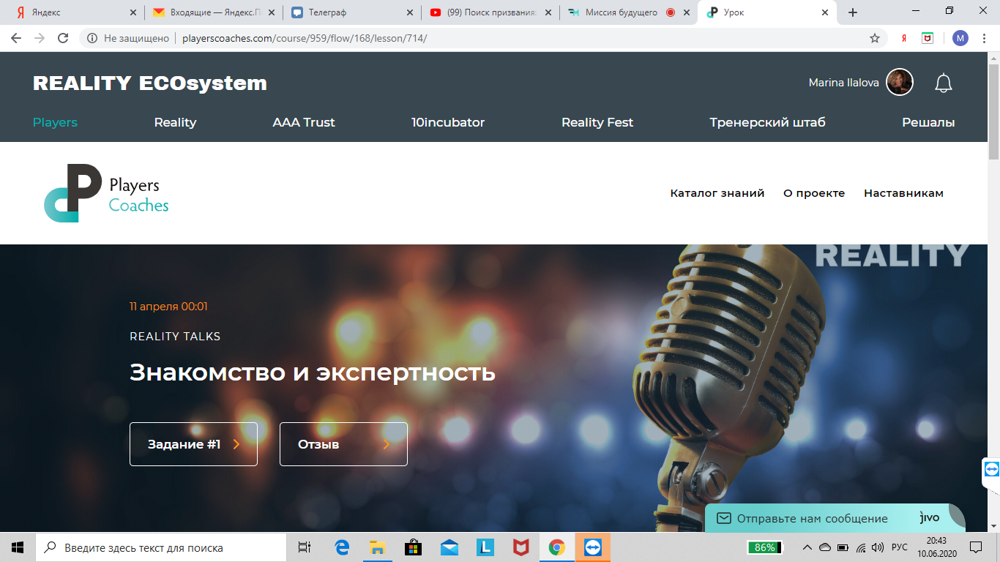 Яндекс
Входящие — Яндекс.П
Телеграф
(99) Поиск призвания:
Миссия будущего
Урок
Не защищено
playerscoaches.com/course/959/flow/168/lesson/714/
REALITY ECOsystem
Marina Ilalova
Players
Reality
AAA Trust
10incubator
Reality Fest
Тренерский штаб
Решалы
Players
Coaches
Каталог знаний
О проекте
Наставникам
REALITY
11 апреля 00:01
REALITY TALKS
Знакомство и экспертность
Задание #1
Отзыв
Отправьте нам сообщение
jivo
Введите здесь текст для поиска
86%
РУС
20:43
10.06.2020